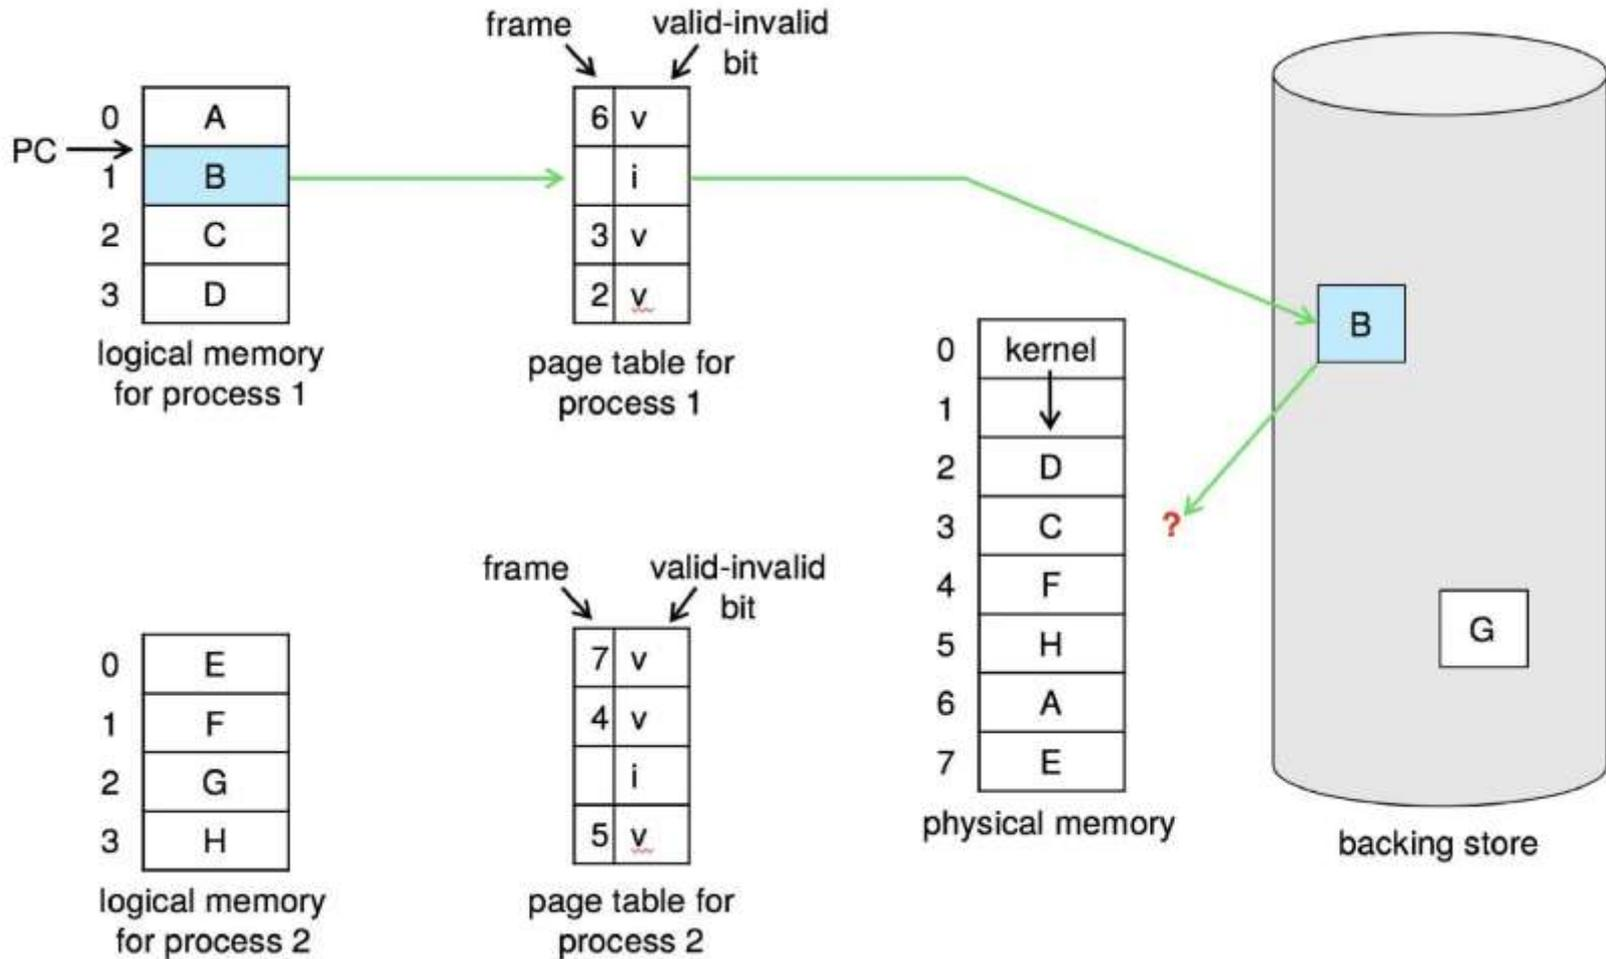 frame
valid-invalid
bit
0 A
PC
1 B
2 C
3 D
logical memory
for process 1
6 v
i
3 v
2 v
page table for
process 1
0 kernel
1
2 D
3 C
4 F
5 H
6 A
7 E
physical memory
?
B
G
backing store
frame
valid-invalid
bit
0 E
1 F
2 G
3 H
logical memory
for process 2
7 v
4 v
i
5 v
page table for
process 2